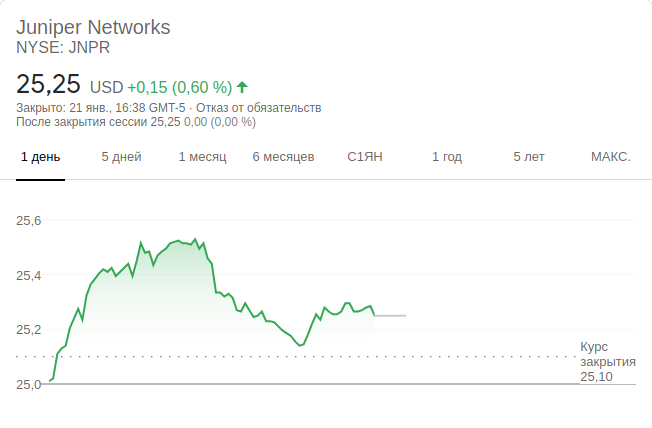 Juniper Networks
NYSE: JNPR
25,25 USD +0,15 (0,60 %)
Закрыто: 21 янв., 16:38 GMT-5 · Отказ от обязательств
После закрытия сессии 25,25 0,00 (0,00 %)
1 день 5 дней 1 месяц 6 месяцев С1ЯН 1 год 5 лет МАКС.
25,6
25,4
25,2
25,0
Курс
закрытия
25,10